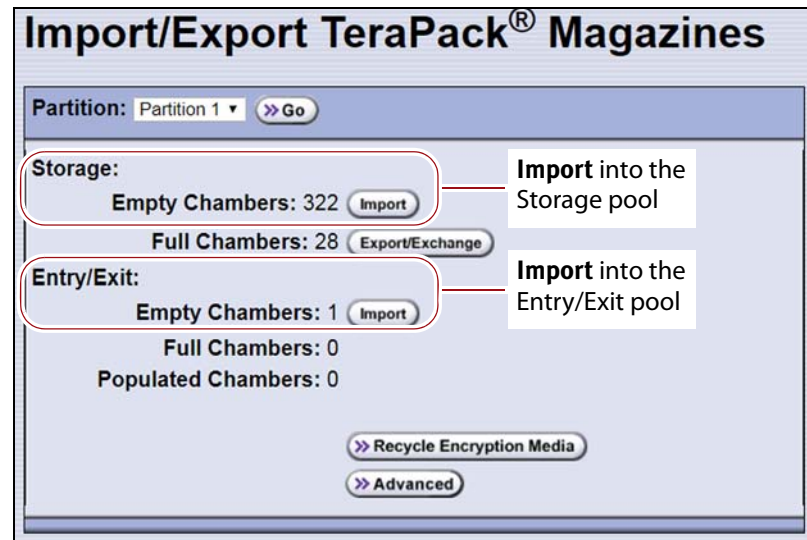 Import/Export TeraPack® Magazines
Partition: Partition 1 ▼ >> Go
Storage:
Import into the
Storage pool
Empty Chambers: 322 Import
Full Chambers: 28 Export/Exchange
Entry/Exit:
Import into the
Entry/Exit pool
Empty Chambers: 1 Import
Full Chambers: 0
Populated Chambers: 0
>> Recycle Encryption Media
>> Advanced